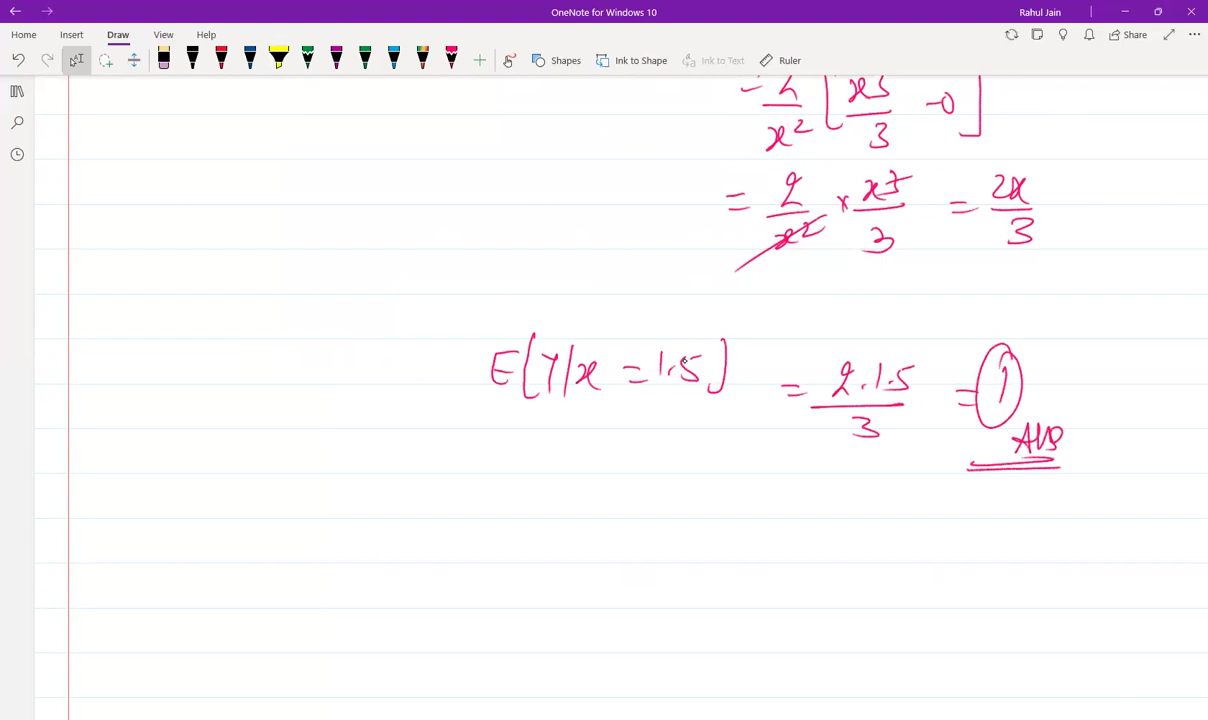 OneNote for Windows 10
Rahul Jain
Home Insert Draw View Help
Share
Shapes Ink to Shape Ink to Text Ruler
= 2/x² [x³/3 - 0]
= 2/x² × x³/3 = 2x/3
E[Y/x = 1.5] = 2.1.5/3 = 1
Ans